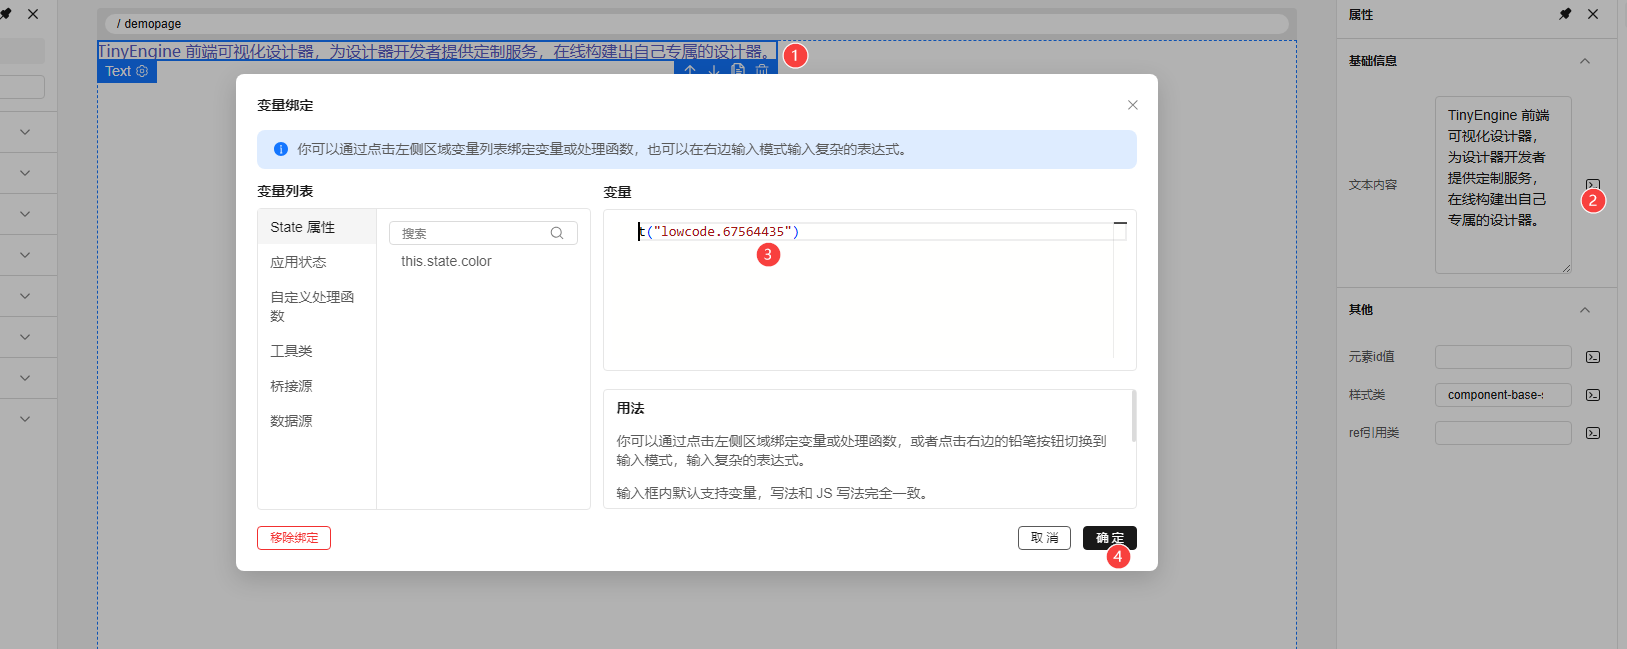 / demopage
TinyEngine 前端可视化设计器，为设计器开发者提供定制服务，在线构建出自己专属的设计器。
1
Text
变量绑定
你可以通过点击左侧区域变量列表绑定变量或处理函数，也可以在右边输入模式输入复杂的表达式。
变量列表
State 属性
应用状态
自定义处理函
数
工具类
桥接源
数据源
搜索
this.state.color
变量
t("lowcode.67564435")
3
用法
你可以通过点击左侧区域绑定变量或处理函数，或者点击右边的铅笔按钮切换到
输入模式，输入复杂的表达式。
输入框内默认支持变量，写法和 JS 写法完全一致。
移除绑定
取消
确定
4
属性
基础信息
文本内容
TinyEngine 前端
可视化设计器，
为设计器开发者
提供定制服务，
在线构建出自己
专属的设计器。
2
其他
元素id值
样式类
component-base-s
ref引用类